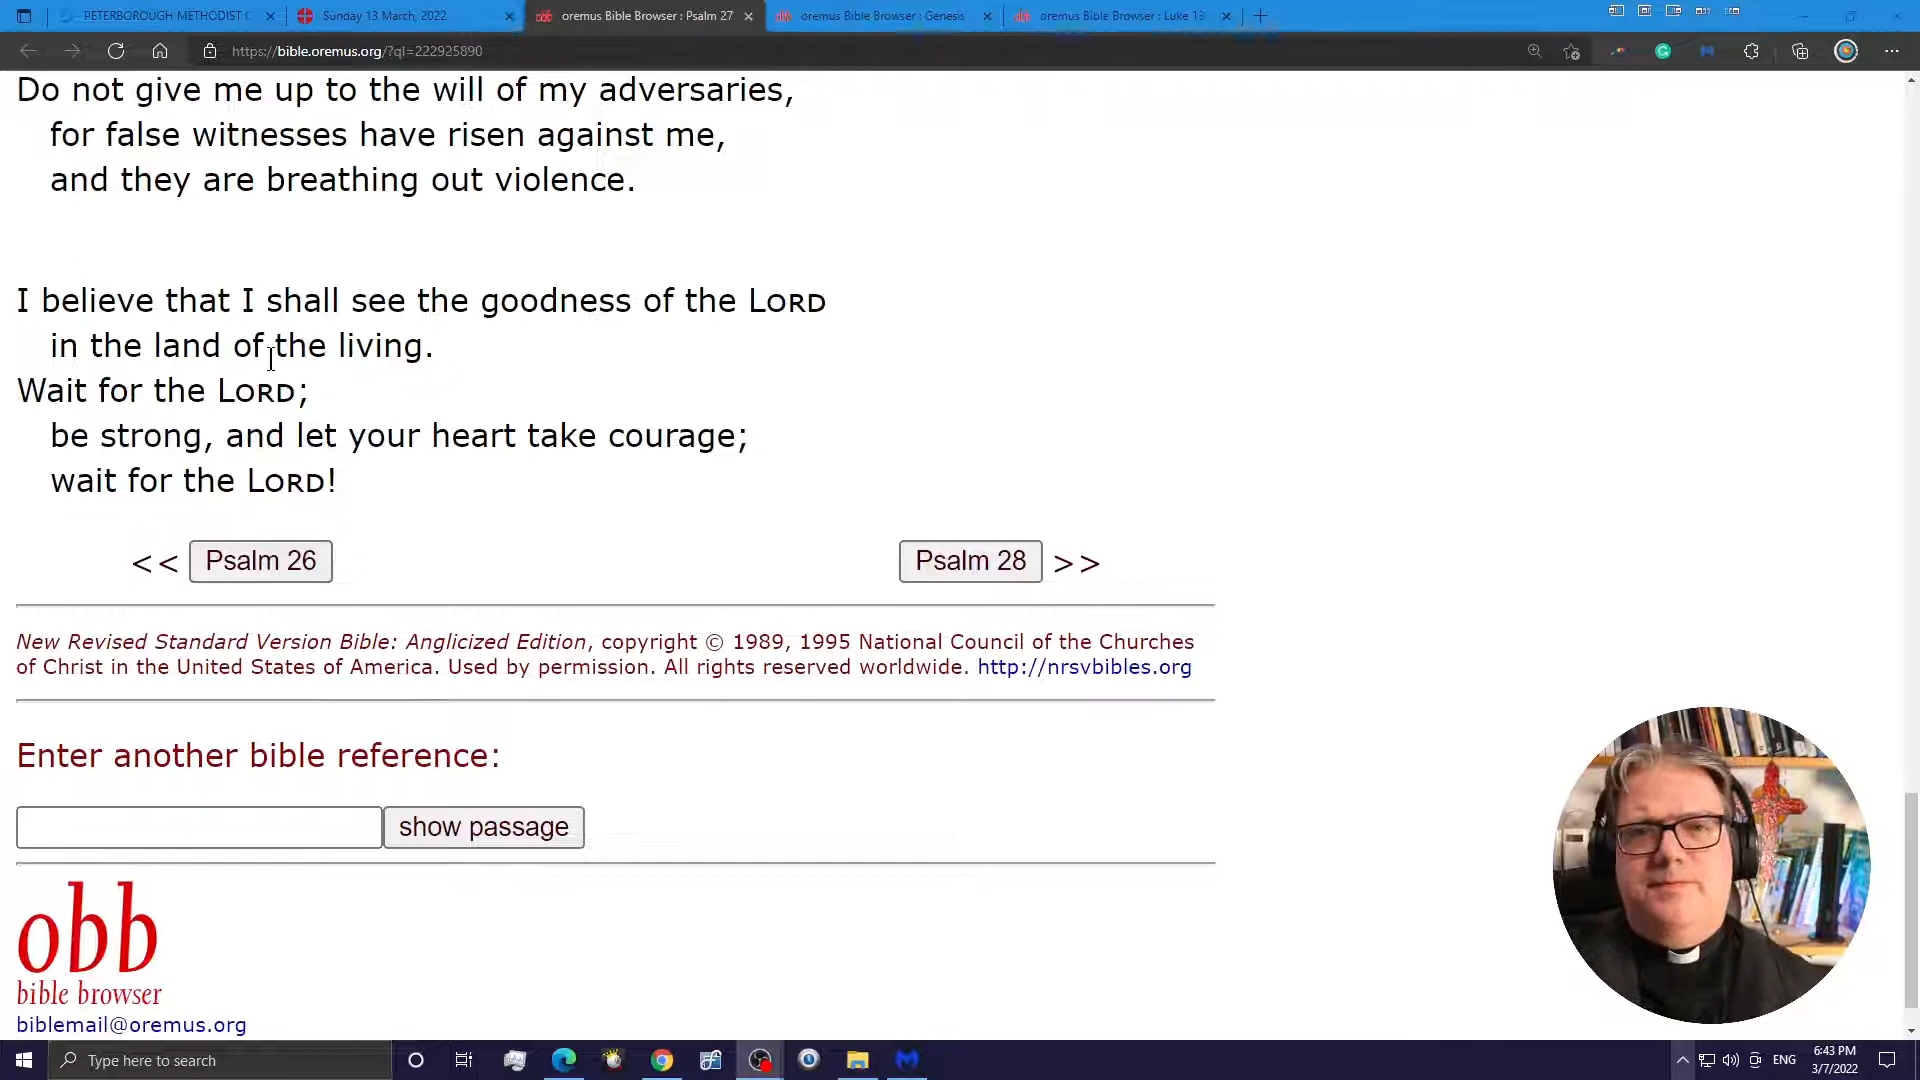 PETERBOROUGH METHODIST C
Sunday 13 March, 2022
oremus Bible Browser : Psalm 27
oremus Bible Browser : Genesis
oremus Bible Browser : Luke 13
https://bible.oremus.org/?ql=222925890
Do not give me up to the will of my adversaries,
for false witnesses have risen against me,
and they are breathing out violence.
I believe that I shall see the goodness of the LORD
in the land of the living.
Wait for the LORD;
be strong, and let your heart take courage;
wait for the LORD!
<< Psalm 26
Psalm 28 >>
New Revised Standard Version Bible: Anglicized Edition, copyright © 1989, 1995 National Council of the Churches
of Christ in the United States of America. Used by permission. All rights reserved worldwide. http://nrsvbibles.org
Enter another bible reference:
show passage
obb
bible browser
biblemail@oremus.org
Type here to search
ENG
6:43 PM
3/7/2022